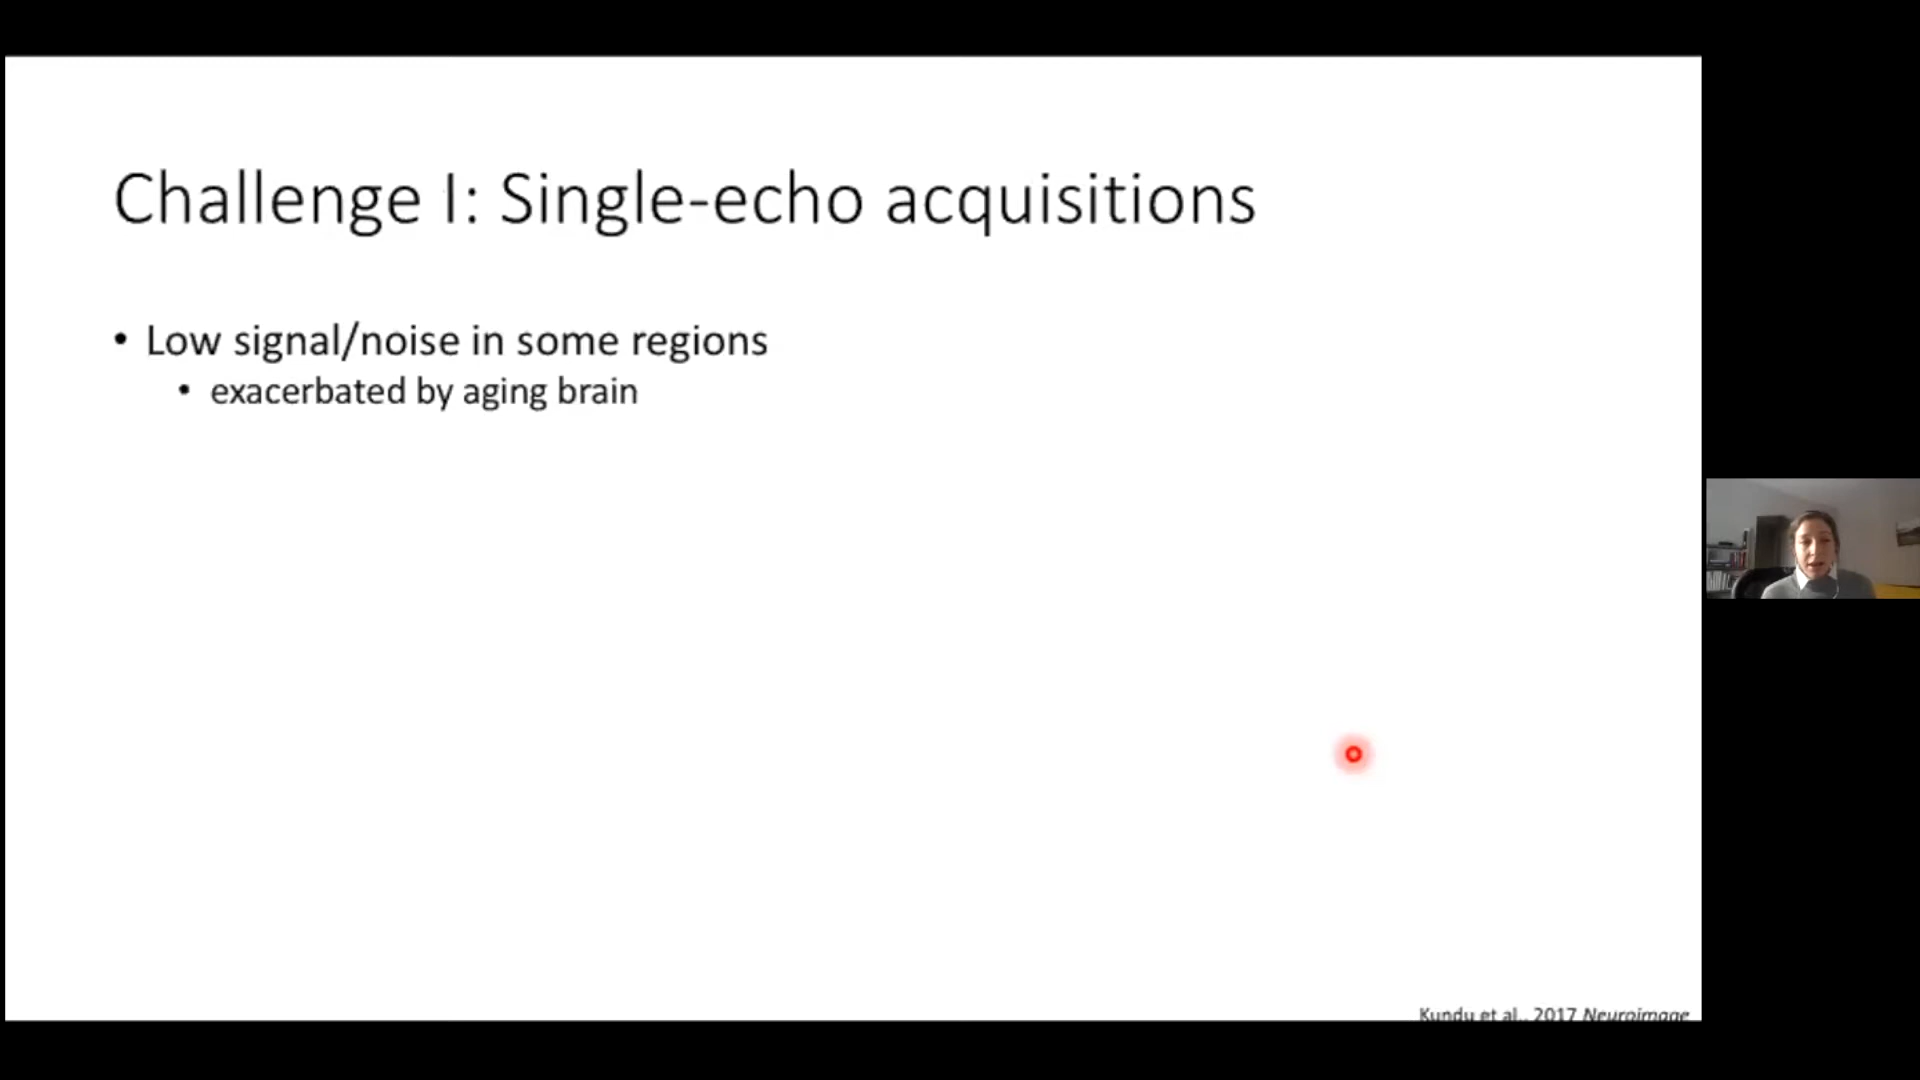 Challenge I: Single-echo acquisitions
• Low signal/noise in some regions
• exacerbated by aging brain
Kundu et al., 2017 Neuroimage